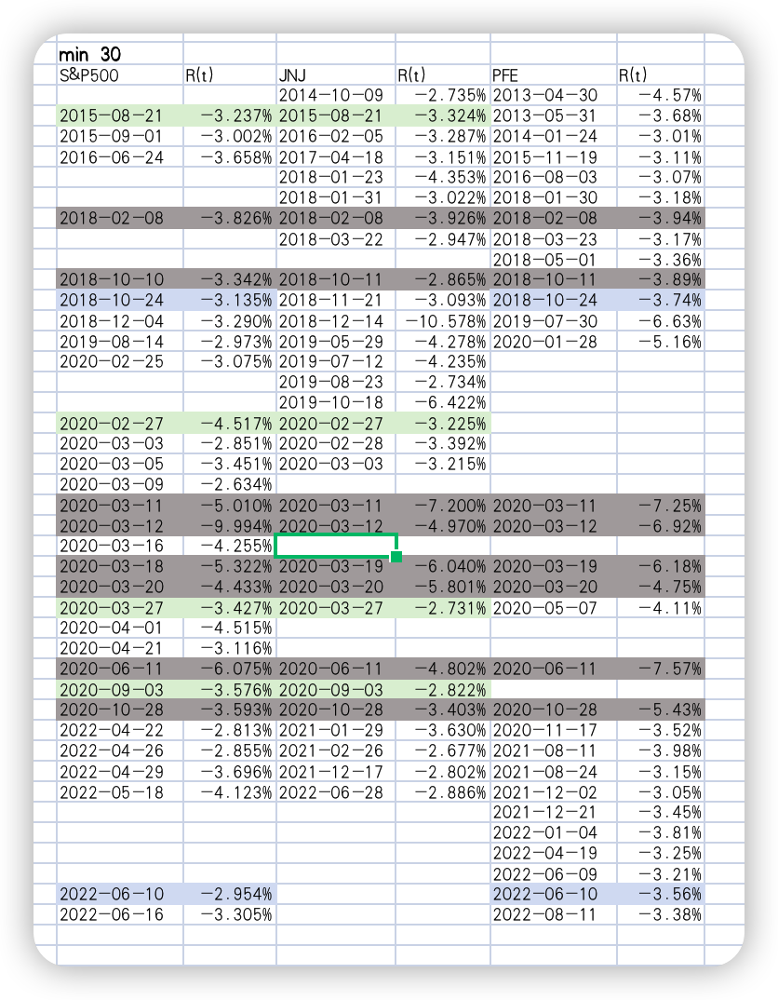 min 30
S&P500 R(t) JNJ R(t) PFE R(t)
2014-10-09 -2.735% 2013-04-30 -4.57%
2015-08-21 -3.237% 2015-08-21 -3.324% 2013-05-31 -3.68%
2015-09-01 -3.002% 2016-02-05 -3.287% 2014-01-24 -3.01%
2016-06-24 -3.658% 2017-04-18 -3.151% 2015-11-19 -3.11%
2018-01-23 -4.353% 2016-08-03 -3.07%
2018-01-31 -3.022% 2018-01-30 -3.18%
2018-02-08 -3.826% 2018-02-08 -3.926% 2018-02-08 -3.94%
2018-03-22 -2.947% 2018-03-23 -3.17%
2018-05-01 -3.36%
2018-10-10 -3.342% 2018-10-11 -2.865% 2018-10-11 -3.89%
2018-10-24 -3.135% 2018-11-21 -3.093% 2018-10-24 -3.74%
2018-12-04 -3.290% 2018-12-14 -10.578% 2019-07-30 -6.63%
2019-08-14 -2.973% 2019-05-29 -4.278% 2020-01-28 -5.16%
2020-02-25 -3.075% 2019-07-12 -4.235%
2019-08-23 -2.734%
2019-10-18 -6.422%
2020-02-27 -4.517% 2020-02-27 -3.225%
2020-03-03 -2.851% 2020-02-28 -3.392%
2020-03-05 -3.451% 2020-03-03 -3.215%
2020-03-09 -2.634%
2020-03-11 -5.010% 2020-03-11 -7.200% 2020-03-11 -7.25%
2020-03-12 -9.994% 2020-03-12 -4.970% 2020-03-12 -6.92%
2020-03-16 -4.255%
2020-03-18 -5.322% 2020-03-19 -6.040% 2020-03-19 -6.18%
2020-03-20 -4.433% 2020-03-20 -5.801% 2020-03-20 -4.75%
2020-03-27 -3.427% 2020-03-27 -2.731% 2020-05-07 -4.11%
2020-04-01 -4.515%
2020-04-21 -3.116%
2020-06-11 -6.075% 2020-06-11 -4.802% 2020-06-11 -7.57%
2020-09-03 -3.576% 2020-09-03 -2.822%
2020-10-28 -3.593% 2020-10-28 -3.403% 2020-10-28 -5.43%
2022-04-22 -2.813% 2021-01-29 -3.630% 2020-11-17 -3.52%
2022-04-26 -2.855% 2021-02-26 -2.677% 2021-08-11 -3.98%
2022-04-29 -3.696% 2021-12-17 -2.802% 2021-08-24 -3.15%
2022-05-18 -4.123% 2022-06-28 -2.886% 2021-12-02 -3.05%
2021-12-21 -3.45%
2022-01-04 -3.81%
2022-04-19 -3.25%
2022-06-09 -3.21%
2022-06-10 -2.954% 2022-06-10 -3.56%
2022-06-16 -3.305% 2022-08-11 -3.38%